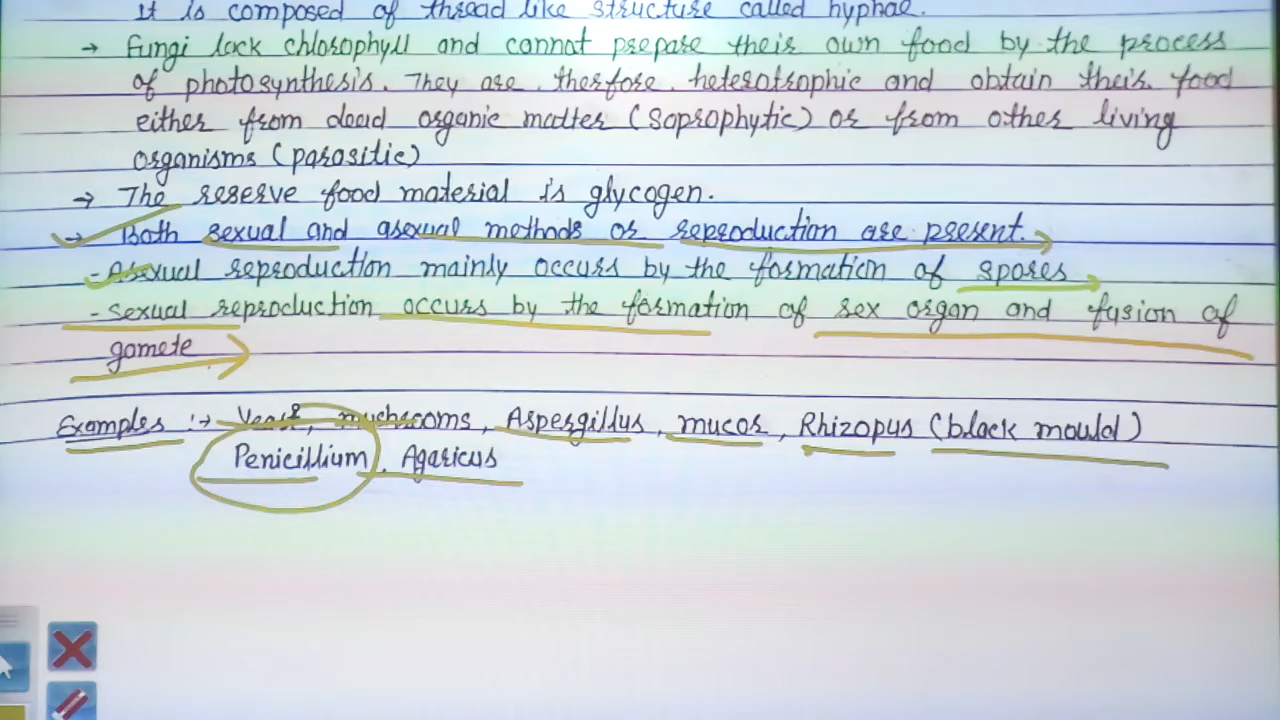 It is composed of thread like structure called hyphae.
→ Fungi lack chlorophyll and cannot prepare their own food by the process
of photosynthesis. They are, therfore, heterotrophic and obtain their food
either from dead organic matter (Saprophytic) or from other living
organisms (parasitic)
→ The reserve food material is glycogen.
→ Both sexual and asexual methods of reproduction are present.
- Asexual reproduction mainly occurs by the formation of spores
- Sexual reproduction occurs by the formation of sex organ and fusion of
gamete
Examples :→ Yeast, mushrooms, Aspergillus, mucor, Rhizopus (black mould)
Penicillium, Agaricus